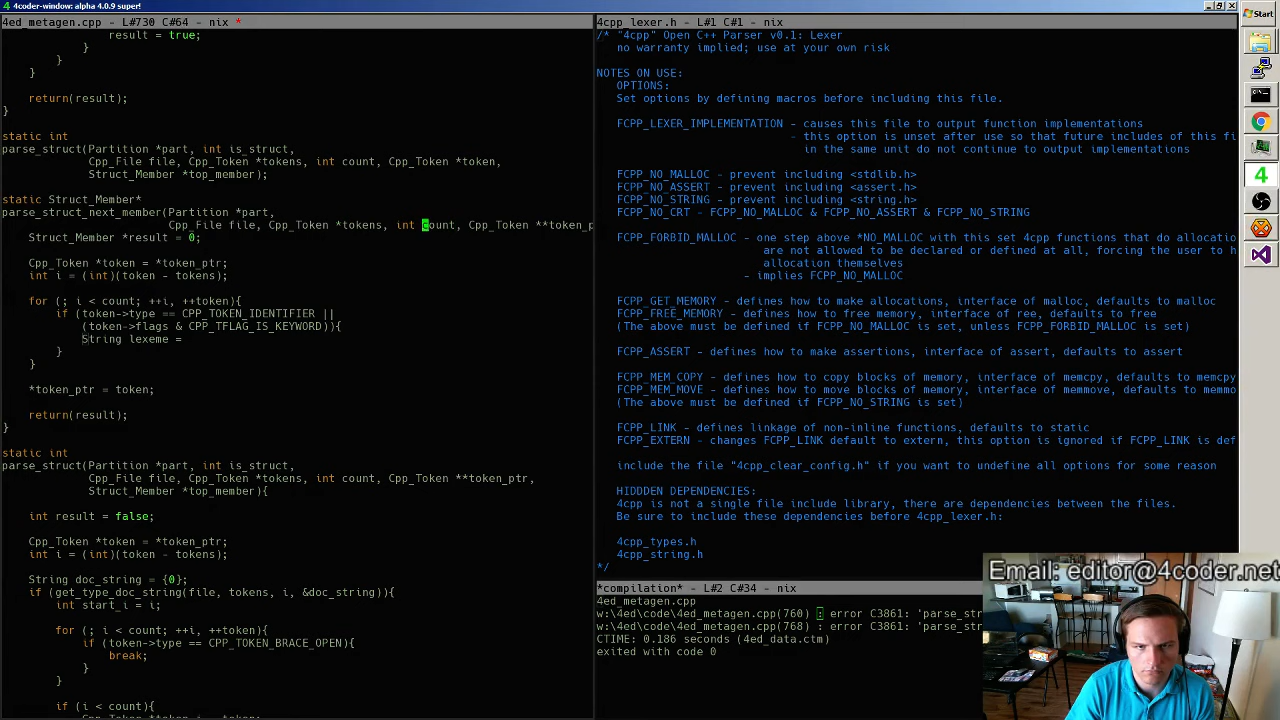 4coder-window: alpha 4.0.9 super!
Start
4ed_metagen.cpp - L#730 C#64 - nix *
result = true;
}
}
}
return(result);
}
static int
parse_struct(Partition *part, int is_struct,
Cpp_File file, Cpp_Token *tokens, int count, Cpp_Token *token,
Struct_Member *top_member);
static Struct_Member*
parse_struct_next_member(Partition *part,
Cpp_File file, Cpp_Token *tokens, int count, Cpp_Token **token_p
Struct_Member *result = 0;
Cpp_Token *token = *token_ptr;
int i = (int)(token - tokens);
for (; i < count; ++i, ++token){
if (token->type == CPP_TOKEN_IDENTIFIER ||
(token->flags & CPP_TFLAG_IS_KEYWORD)){
String lexeme =
}
}
*token_ptr = token;
return(result);
}
static int
parse_struct(Partition *part, int is_struct,
Cpp_File file, Cpp_Token *tokens, int count, Cpp_Token **token_ptr,
Struct_Member *top_member){
int result = false;
Cpp_Token *token = *token_ptr;
int i = (int)(token - tokens);
String doc_string = {0};
if (get_type_doc_string(file, tokens, i, &doc_string)){
int start_i = i;
for (; i < count; ++i, ++token){
if (token->type == CPP_TOKEN_BRACE_OPEN){
break;
}
}
if (i < count){
4cpp_lexer.h - L#1 C#1 - nix
/* "4cpp" Open C++ Parser v0.1: Lexer
no warranty implied; use at your own risk
NOTES ON USE:
OPTIONS:
Set options by defining macros before including this file.
FCPP_LEXER_IMPLEMENTATION - causes this file to output function implementations
- this option is unset after use so that future includes of this fi
in the same unit do not continue to output implementations
FCPP_NO_MALLOC - prevent including <stdlib.h>
FCPP_NO_ASSERT - prevent including <assert.h>
FCPP_NO_STRING - prevent including <string.h>
FCPP_NO_CRT - FCPP_NO_MALLOC & FCPP_NO_ASSERT & FCPP_NO_STRING
FCPP_FORBID_MALLOC - one step above *NO_MALLOC with this set 4cpp functions that do allocatio
are not allowed to be declared or defined at all, forcing the user to h
allocation themselves
- implies FCPP_NO_MALLOC
FCPP_GET_MEMORY - defines how to make allocations, interface of malloc, defaults to malloc
FCPP_FREE_MEMORY - defines how to free memory, interface of ree, defaults to free
(The above must be defined if FCPP_NO_MALLOC is set, unless FCPP_FORBID_MALLOC is set)
FCPP_ASSERT - defines how to make assertions, interface of assert, defaults to assert
FCPP_MEM_COPY - defines how to copy blocks of memory, interface of memcpy, defaults to memcpy
FCPP_MEM_MOVE - defines how to move blocks of memory, interface of memmove, defaults to memm
(The above must be defined if FCPP_NO_STRING is set)
FCPP_LINK - defines linkage of non-inline functions, defaults to static
FCPP_EXTERN - changes FCPP_LINK default to extern, this option is ignored if FCPP_LINK is def
include the file "4cpp_clear_config.h" if you want to undefine all options for some reason
HIDDDEN DEPENDENCIES:
4cpp is not a single file include library, there are dependencies between the files.
Be sure to include these dependencies before 4cpp_lexer.h:
4cpp_types.h
4cpp_string.h
*/
*compilation* - L#2 C#34 - nix
4ed_metagen.cpp
w:\4ed\code\4ed_metagen.cpp(760) : error C3861: 'parse_str
w:\4ed\code\4ed_metagen.cpp(768) : error C3861: 'parse_str
CTIME: 0.186 seconds (4ed_data.ctm)
exited with code 0
Email: editor@4coder.net